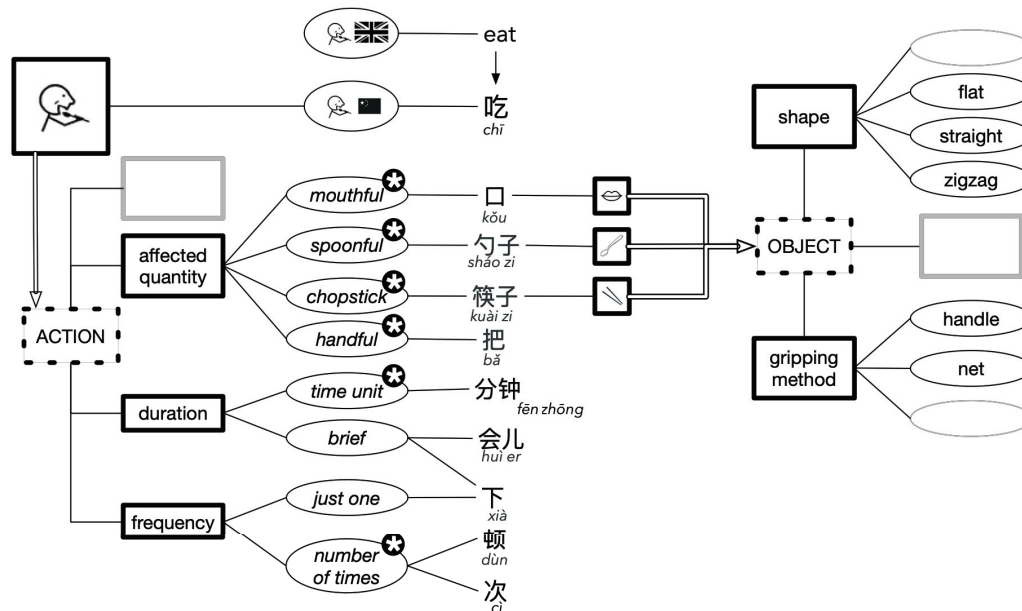 eat
吃
chī
shape
flat
straight
zigzag
mouthful
口
kǒu
spoonful
勺子
sháo zi
OBJECT
affected
quantity
chopstick
筷子
kuài zi
ACTION
handful
把
bǎ
handle
gripping
method
net
time unit
分钟
fēn zhōng
duration
brief
会儿
huì er
just one
下
xià
frequency
number
of times
顿
dùn
次
cì